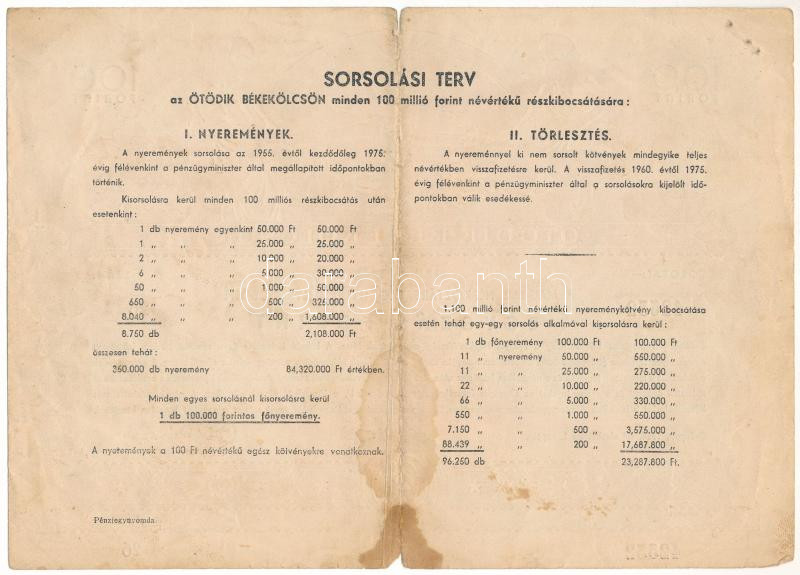 SORSOLÁSI TERV
az ÖTÖDIK BÉKEKÖLCSÖN minden 100 millió forint névértékű részkibocsátására:
I. NYEREMÉNYEK.
A nyeremények sorsolása az 1955. évtől kezdődőleg 1975.
évig félévenkint a pénzügyminiszter által megállapított időpontokban
történik.
Kisorsolásra kerül minden 100 milliós részkibocsátás után
esetenkint:
1 db nyeremény egyenkint 50.000 Ft 50.000 Ft
1 „ „ „ 25.000 „ 25.000 „
2 „ „ „ 10.000 „ 20.000 „
6 „ „ „ 5.000 „ 30.000 „
50 „ „ „ 1.000 „ 50.000 „
650 „ „ „ 500 „ 325.000 „
8.040 „ „ „ 200 „ 1,608.000 „
8.750 db 2,108.000 Ft
összesen tehát:
350.000 db nyeremény 84,320.000 Ft értékben.
Minden egyes sorsolásnál kisorsolásra kerül
1 db 100.000 forintos főnyeremény.
A nyeremények a 100 Ft névértékű egész kötvényekre vonatkoznak.
Pénzjegynyomda.
II. TÖRLESZTÉS.
A nyereménnyel ki nem sorsolt kötvények mindegyike teljes
névértékben visszafizetésre kerül. A visszafizetés 1960. évtől 1975.
évig félévenkint a pénzügyminiszter által a sorsolásokra kijelölt idő-
pontokban válik esedékessé.
1.100 millió forint névértékű nyereménykötvény kibocsátása
esetén tehát egy-egy sorsolás alkalmával kisorsolásra kerül:
1 db főnyeremény 100.000 Ft 100.000 Ft
11 „ nyeremény 50.000 „ 550.000 „
11 „ „ 25.000 „ 275.000 „
22 „ „ 10.000 „ 220.000 „
66 „ „ 5.000 „ 330.000 „
550 „ „ 1.000 „ 550.000 „
7.150 „ „ 500 „ 3,575.000 „
88.439 „ „ 200 „ 17,687.800 „
96.250 db 23,287.800 Ft.
darabanth